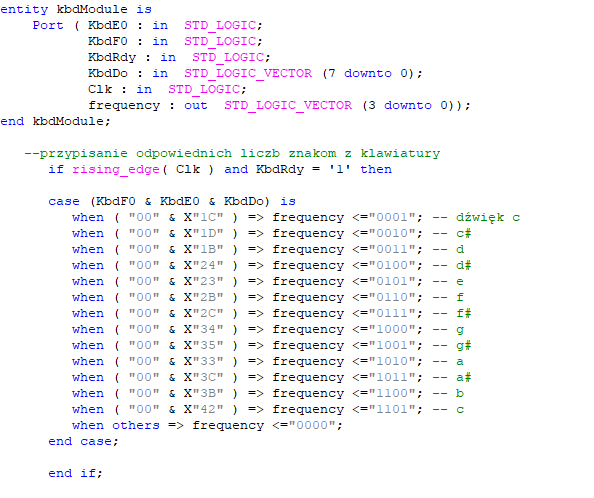 entity kbdModule is
Port ( KbdE0 : in STD_LOGIC;
KbdF0 : in STD_LOGIC;
KbdRdy : in STD_LOGIC;
KbdDo : in STD_LOGIC_VECTOR (7 downto 0);
Clk : in STD_LOGIC;
frequency : out STD_LOGIC_VECTOR (3 downto 0));
end kbdModule;
--przypisanie odpowiednich liczb znakom z klawiatury
if rising_edge( Clk ) and KbdRdy = '1' then
case (KbdF0 & KbdE0 & KbdDo) is
when ( "00" & X"1C" ) => frequency <="0001"; -- dźwięk c
when ( "00" & X"1D" ) => frequency <="0010"; -- c#
when ( "00" & X"1B" ) => frequency <="0011"; -- d
when ( "00" & X"24" ) => frequency <="0100"; -- d#
when ( "00" & X"23" ) => frequency <="0101"; -- e
when ( "00" & X"2B" ) => frequency <="0110"; -- f
when ( "00" & X"2C" ) => frequency <="0111"; -- f#
when ( "00" & X"34" ) => frequency <="1000"; -- g
when ( "00" & X"35" ) => frequency <="1001"; -- g#
when ( "00" & X"33" ) => frequency <="1010"; -- a
when ( "00" & X"3C" ) => frequency <="1011"; -- a#
when ( "00" & X"3B" ) => frequency <="1100"; -- b
when ( "00" & X"42" ) => frequency <="1101"; -- c
when others => frequency <="0000";
end case;
end if;